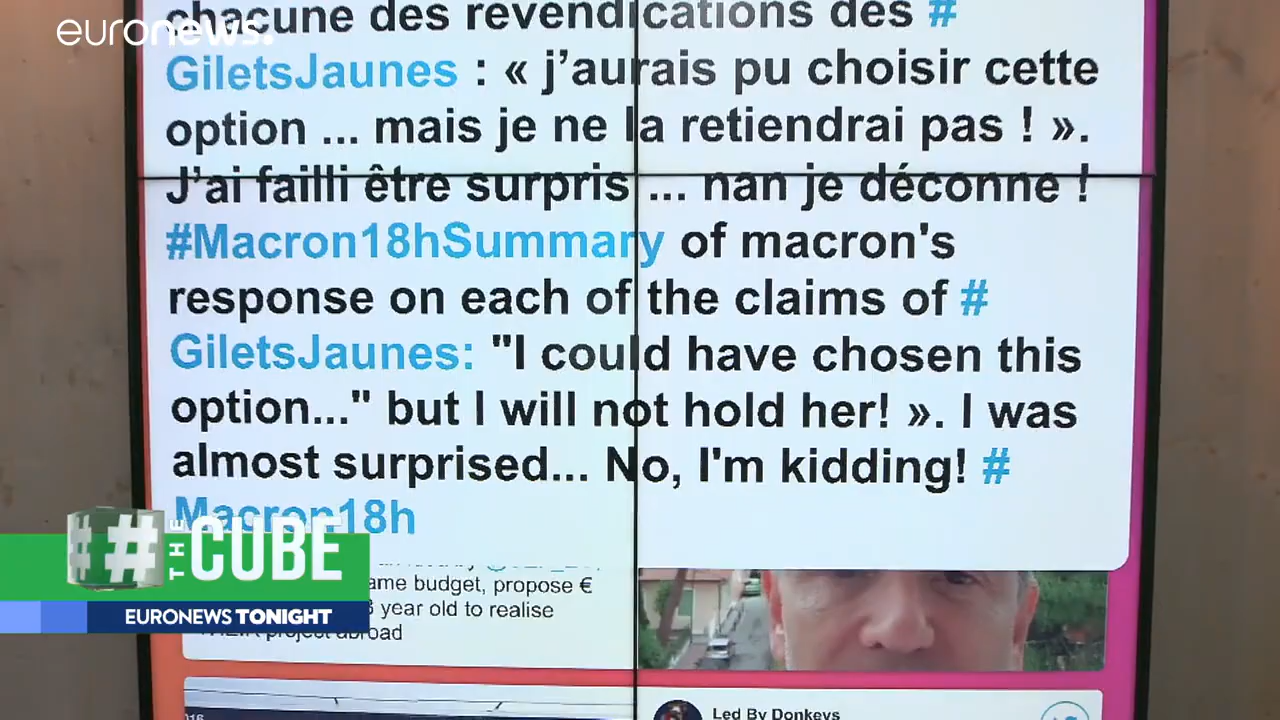 euronews.
chacune des revendications des #
GiletsJaunes : « j’aurais pu choisir cette
option ... mais je ne la retiendrai pas ! ».
J’ai failli être surpris ... nan je déconne !
#Macron18hSummary of macron's
response on each of the claims of #
GiletsJaunes: "I could have chosen this
option..." but I will not hold her! ». I was
almost surprised... No, I'm kidding! #
Macron18h
# # THE CUBE
EURONEWS TONIGHT
ame budget, propose €
year old to realise
project abroad
Led By Donkeys